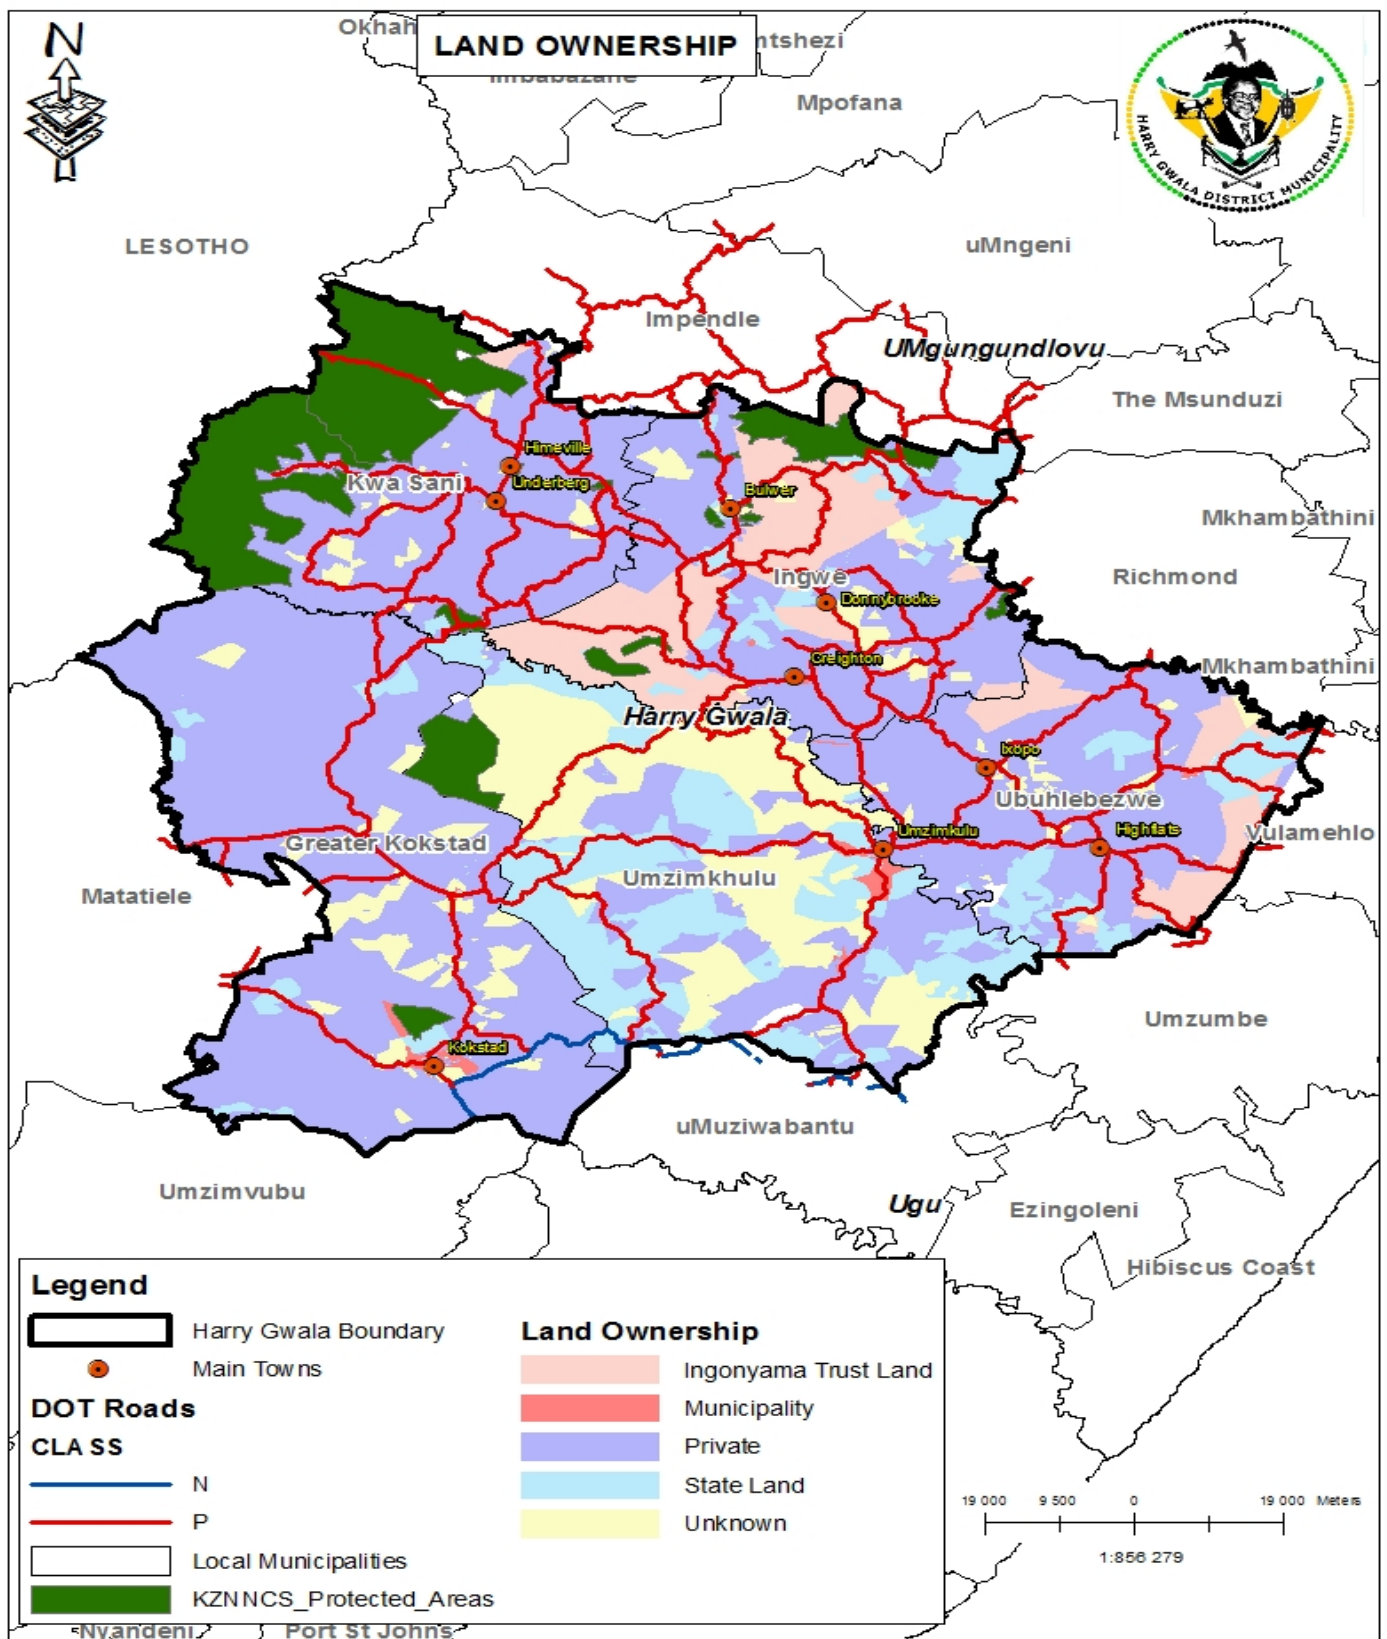 N
Okhah
LAND OWNERSHIP
mtshezi
Imbabazane
Mpofana
HARRY GWALA DISTRICT MUNICIPALITY
LESOTHO
uMngeni
Impendle
UMgungundlovu
The Msunduzi
Himeville
Kwa Sani
Underberg
Bulwer
Mkhambathini
Ingwe
Richmond
Donnybrooke
Creighton
Mkhambathini
Harry Gwala
Ixopo
Ubuhlebezwe
Umzimkulu
Highflats
Vulamehlo
Greater Kokstad
Umzimkhulu
Matatiele
Umzumbe
Kokstad
uMuziwabantu
Umzimvubu
Ugu
Ezingoleni
Hibiscus Coast
Legend
Harry Gwala Boundary
Main Towns
DOT Roads
CLASS
N
P
Local Municipalities
KZNNCS_Protected_Areas
Land Ownership
Ingonyama Trust Land
Municipality
Private
State Land
Unknown
19 000 9 500 0 19 000 Meters
1:856 279
Nyandeni
Port St Johns